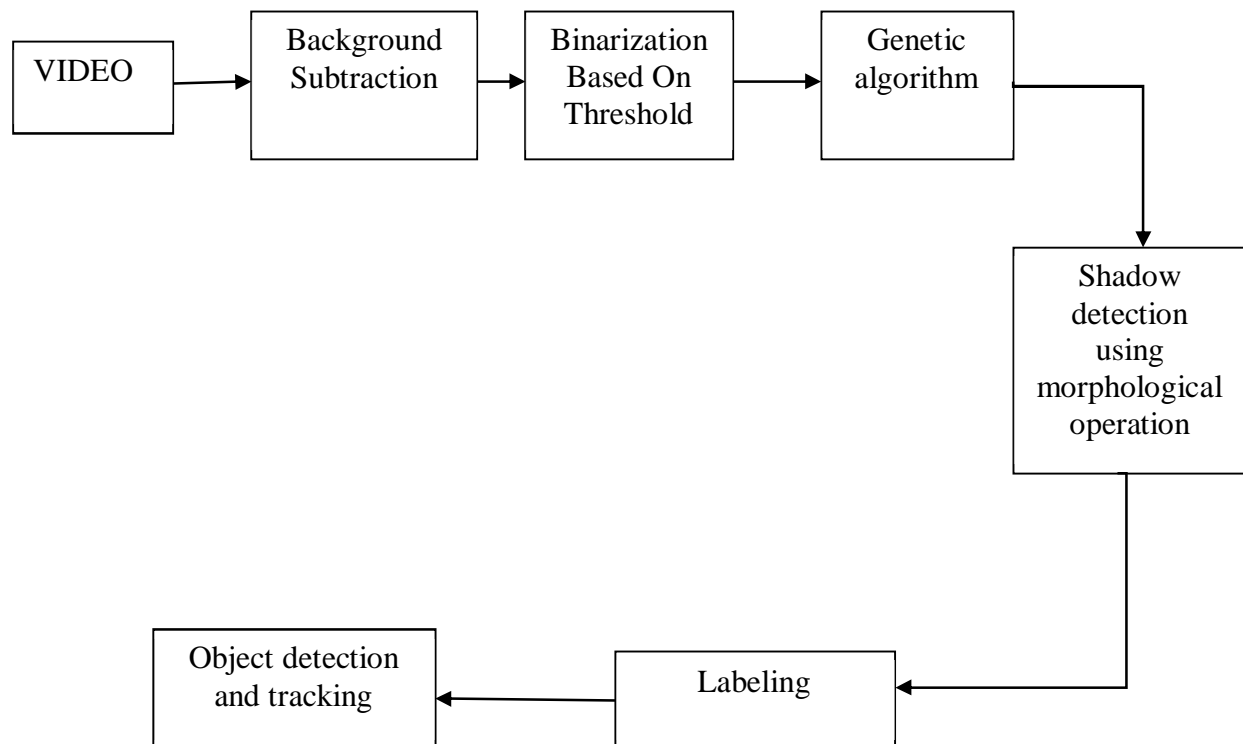 VIDEO
Background
Subtraction
Binarization
Based On
Threshold
Genetic
algorithm
Shadow
detection
using
morphological
operation
Labeling
Object detection
and tracking